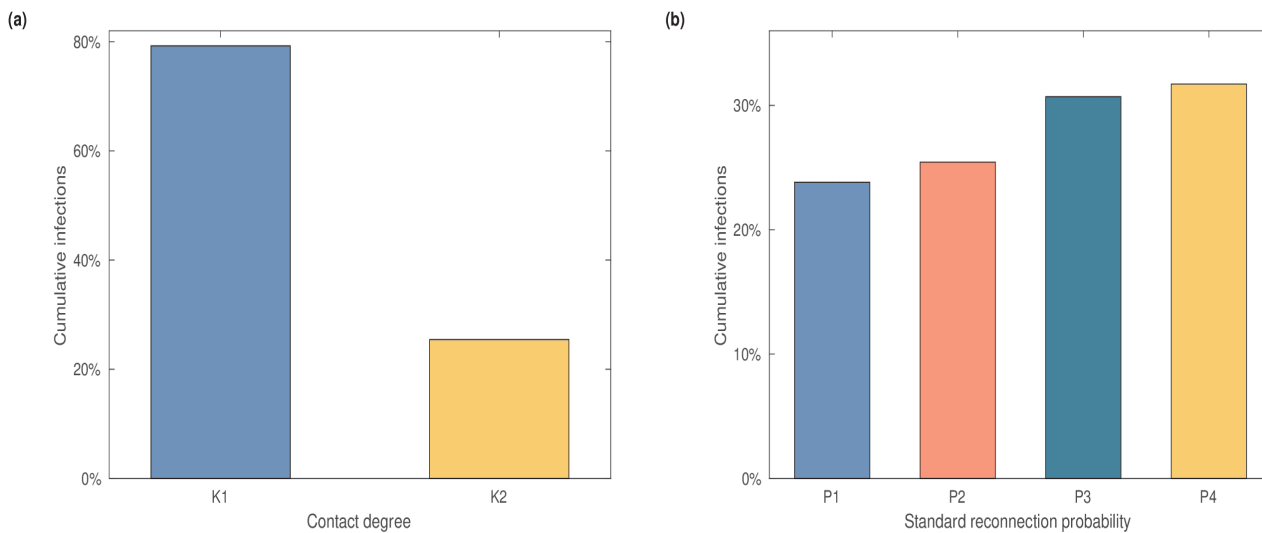 (a)
80%
60%
40%
20%
0%
Cumulative infections
K1 K2
Contact degree
(b)
30%
20%
10%
0%
Cumulative infections
P1 P2 P3 P4
Standard reconnection probability